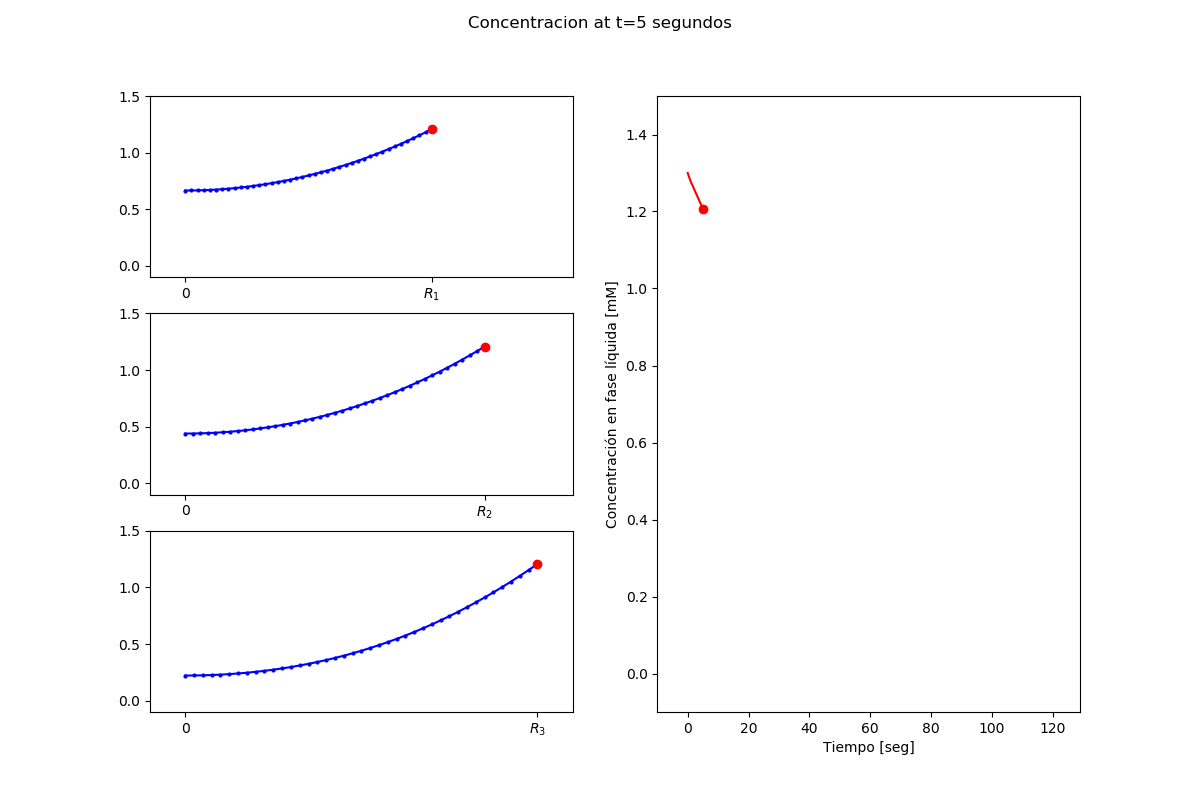 Concentracion at t=5 segundos
1.5
1.0
0.5
0.0
0 R₁
1.5
1.0
0.5
0.0
0 R₂
1.5
1.0
0.5
0.0
0 R₃
Concentración en fase líquida [mM]
1.4
1.2
1.0
0.8
0.6
0.4
0.2
0.0
0 20 40 60 80 100 120
Tiempo [seg]